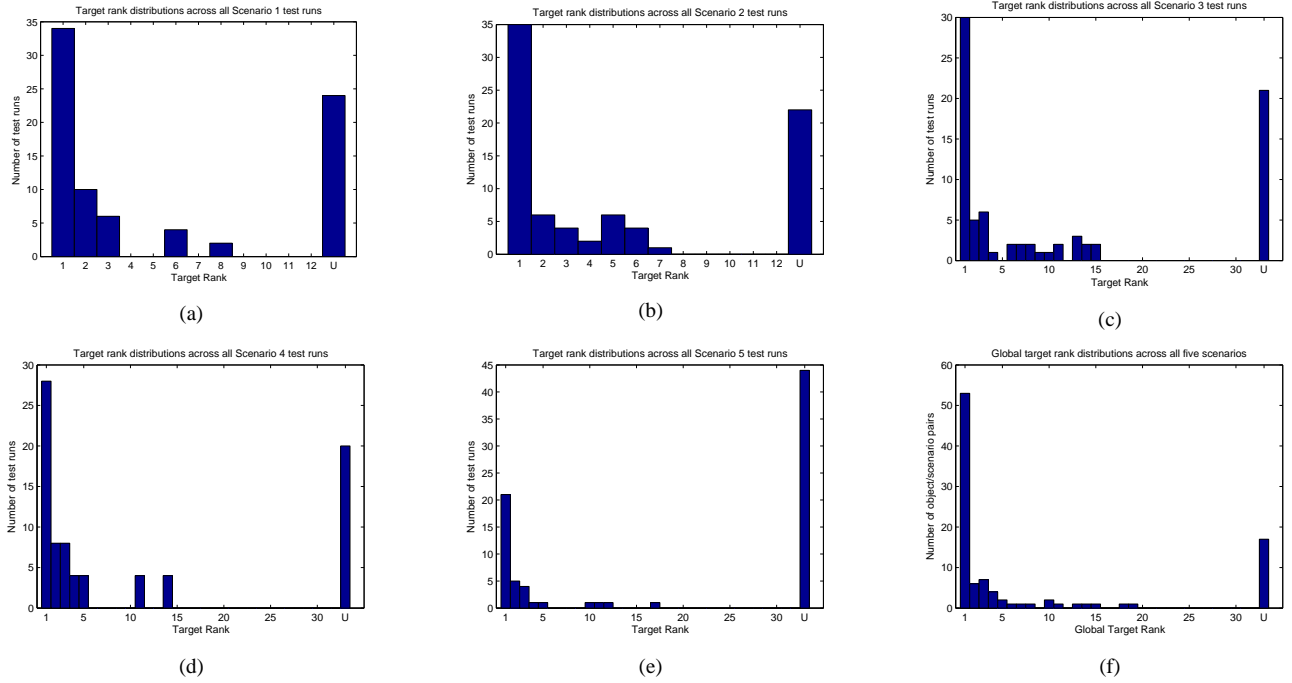 Target rank distributions across all Scenario 1 test runs
Number of test runs
35
30
25
20
15
10
5
0
1 2 3 4 5 6 7 8 9 10 11 12 U
Target Rank
(a)
Target rank distributions across all Scenario 2 test runs
Number of test runs
35
30
25
20
15
10
5
0
1 2 3 4 5 6 7 8 9 10 11 12 U
Target Rank
(b)
Target rank distributions across all Scenario 3 test runs
Number of test runs
30
25
20
15
10
5
0
1 5 10 15 20 25 30 U
Target Rank
(c)
Target rank distributions across all Scenario 4 test runs
Number of test runs
30
25
20
15
10
5
0
1 5 10 15 20 25 30 U
Target Rank
(d)
Target rank distributions across all Scenario 5 test runs
Number of test runs
45
40
35
30
25
20
15
10
5
0
1 5 10 15 20 25 30 U
Target Rank
(e)
Global target rank distributions across all five scenarios
Number of object/scenario pairs
60
50
40
30
20
10
0
1 5 10 15 20 25 30 U
Global Target Rank
(f)